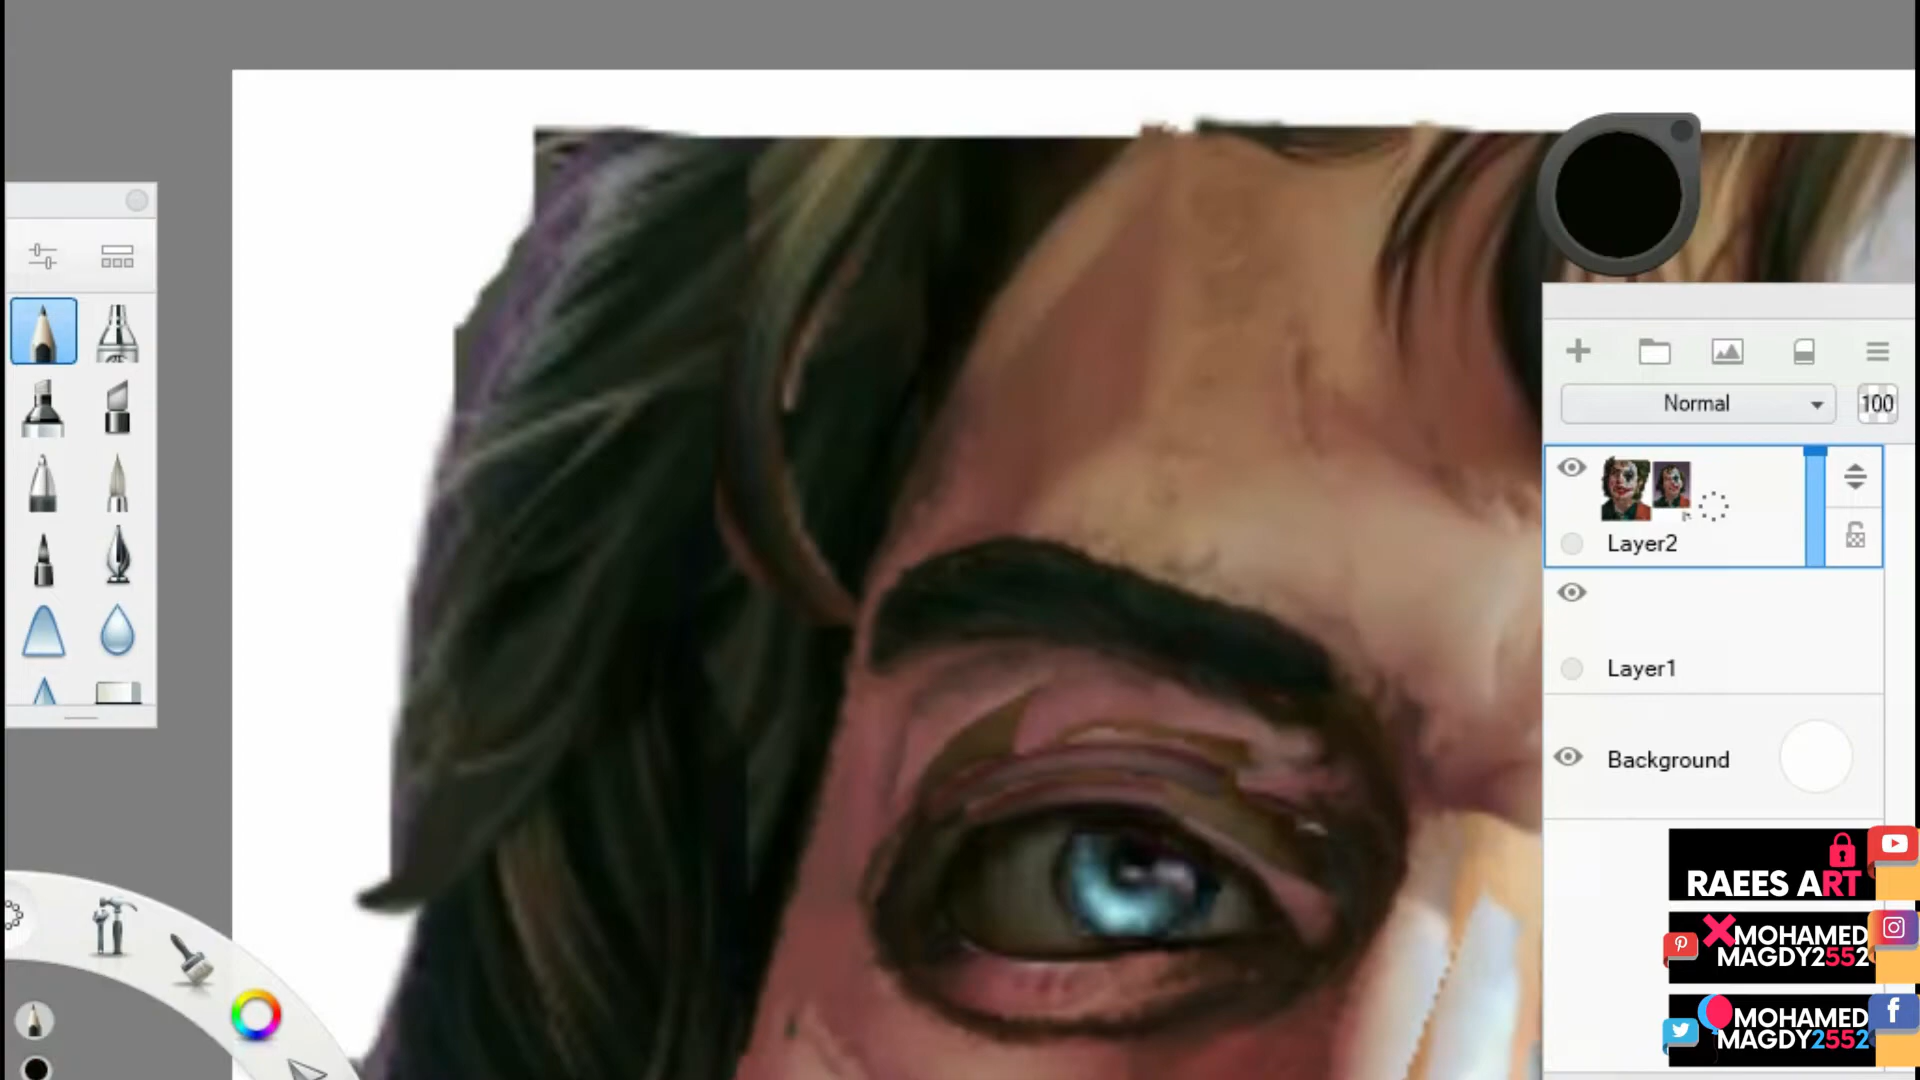 Normal
100
Layer2
Layer1
Background
RAEES ART
MOHAMED
MAGDY2552
MOHAMED
MAGDY2552